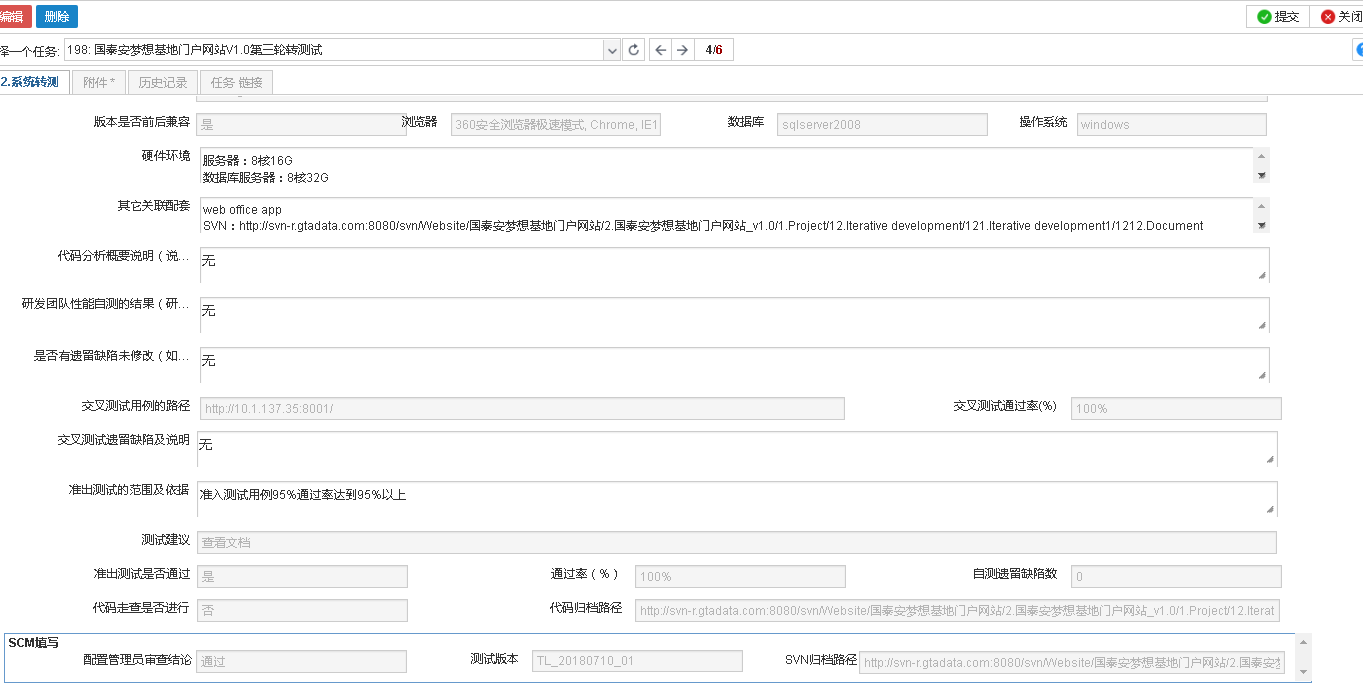 编辑 删除 提交 关闭
择一个任务: 198: 国泰安梦想基地门户网站V1.0第三轮转测试 4/6
2.系统转测 附件* 历史记录 任务 链接
版本是否前后兼容 是 浏览器 360安全浏览器极速模式, Chrome, IE1 数据库 sqlserver2008 操作系统 windows
硬件环境 服务器：8核16G
数据库服务器：8核32G
其它关联配套 web office app
SVN：http://svn-r.gtadata.com:8080/svn/Website/国泰安梦想基地门户网站/2.国泰安梦想基地门户网站_v1.0/1.Project/12.Iterative development/121.Iterative development1/1212.Document
代码分析概要说明（说... 无
研发团队性能自测的结果（研... 无
是否有遗留缺陷未修改（如... 无
交叉测试用例的路径 http://10.1.137.35:8001/ 交叉测试通过率(%) 100%
交叉测试遗留缺陷及说明 无
准出测试的范围及依据 准入测试用例95%通过率达到95%以上
测试建议 查看文档
准出测试是否通过 是 通过率（%） 100% 自测遗留缺陷数 0
代码走查是否进行 否 代码归档路径 http://svn-r.gtadata.com:8080/svn/Website/国泰安梦想基地门户网站/2.国泰安梦想基地门户网站_v1.0/1.Project/12.Iterat
SCM填写
配置管理员审查结论 通过 测试版本 TL_20180710_01 SVN归档路径 http://svn-r.gtadata.com:8080/svn/Website/国泰安梦想基地门户网站/2.国泰安梦